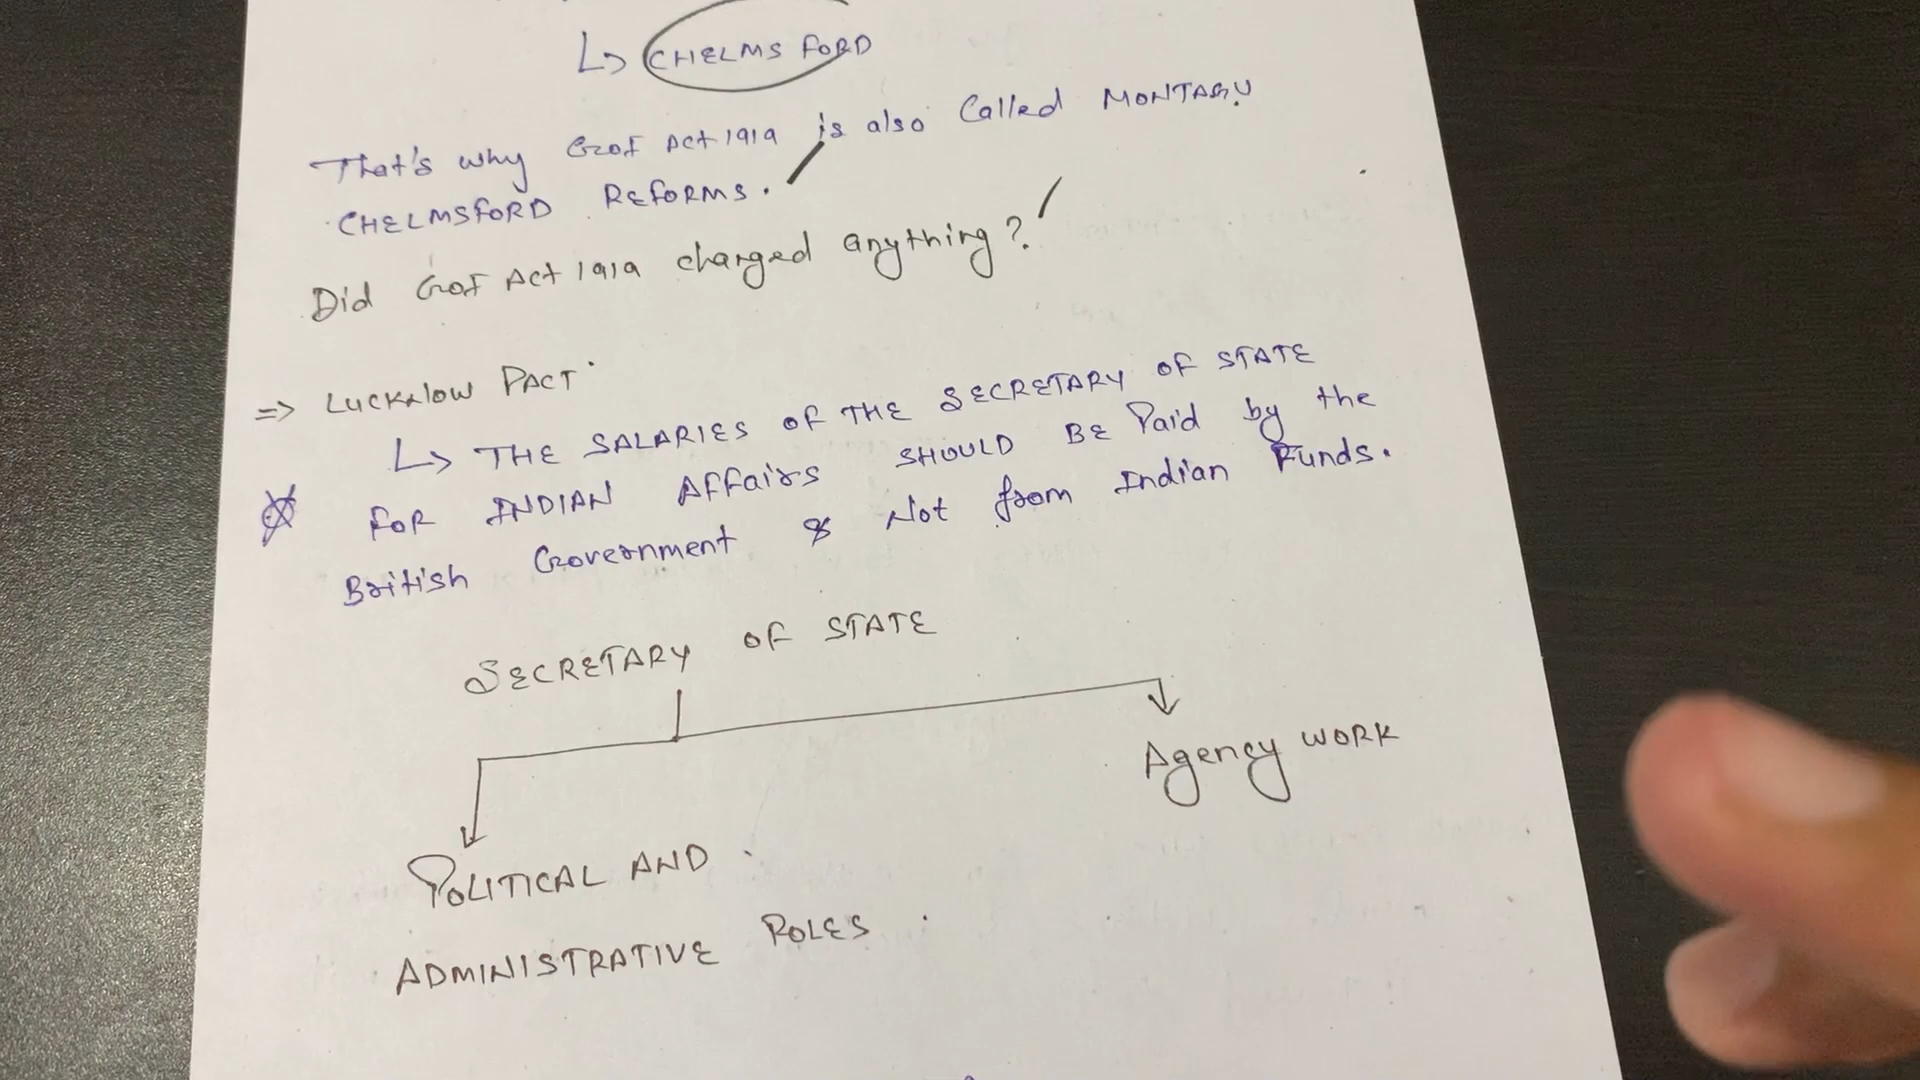 ↳ CHELMSFORD
That's why GOI Act 1919 is also called MONTAGU
CHELMSFORD REFORMS.
Did GOI Act 1919 changed anything?
=> LUCKNOW PACT
↳ THE SALARIES OF THE SECRETARY OF STATE
FOR INDIAN Affairs SHOULD BE Paid by the
British Government & Not from Indian Funds.
SECRETARY OF STATE
Agency WORK
POLITICAL AND
ADMINISTRATIVE ROLES